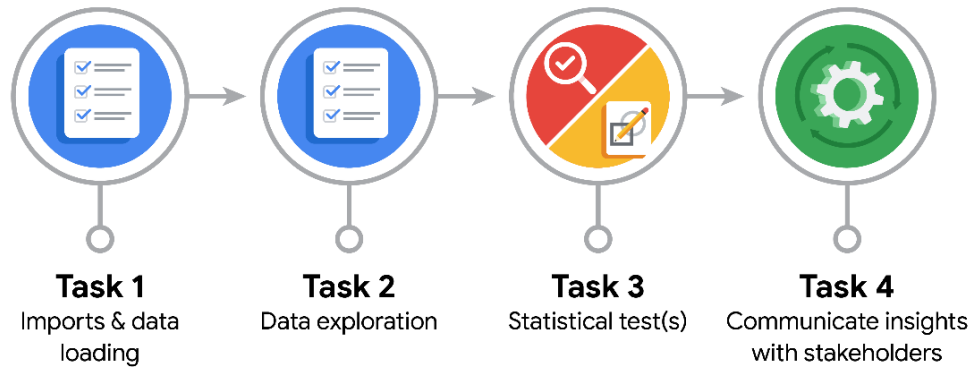 Task 1
Imports & data
loading
Task 2
Data exploration
Task 3
Statistical test(s)
Task 4
Communicate insights
with stakeholders